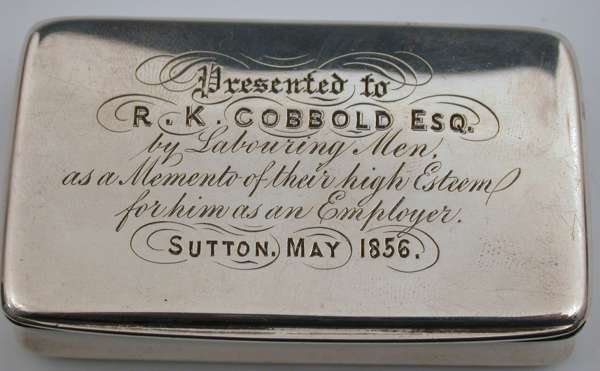 Presented to
R. K. COBBOLD ESQ.
by Labouring Men,
as a Memento of their high Esteem
for him as an Employer.
SUTTON, MAY 1856.